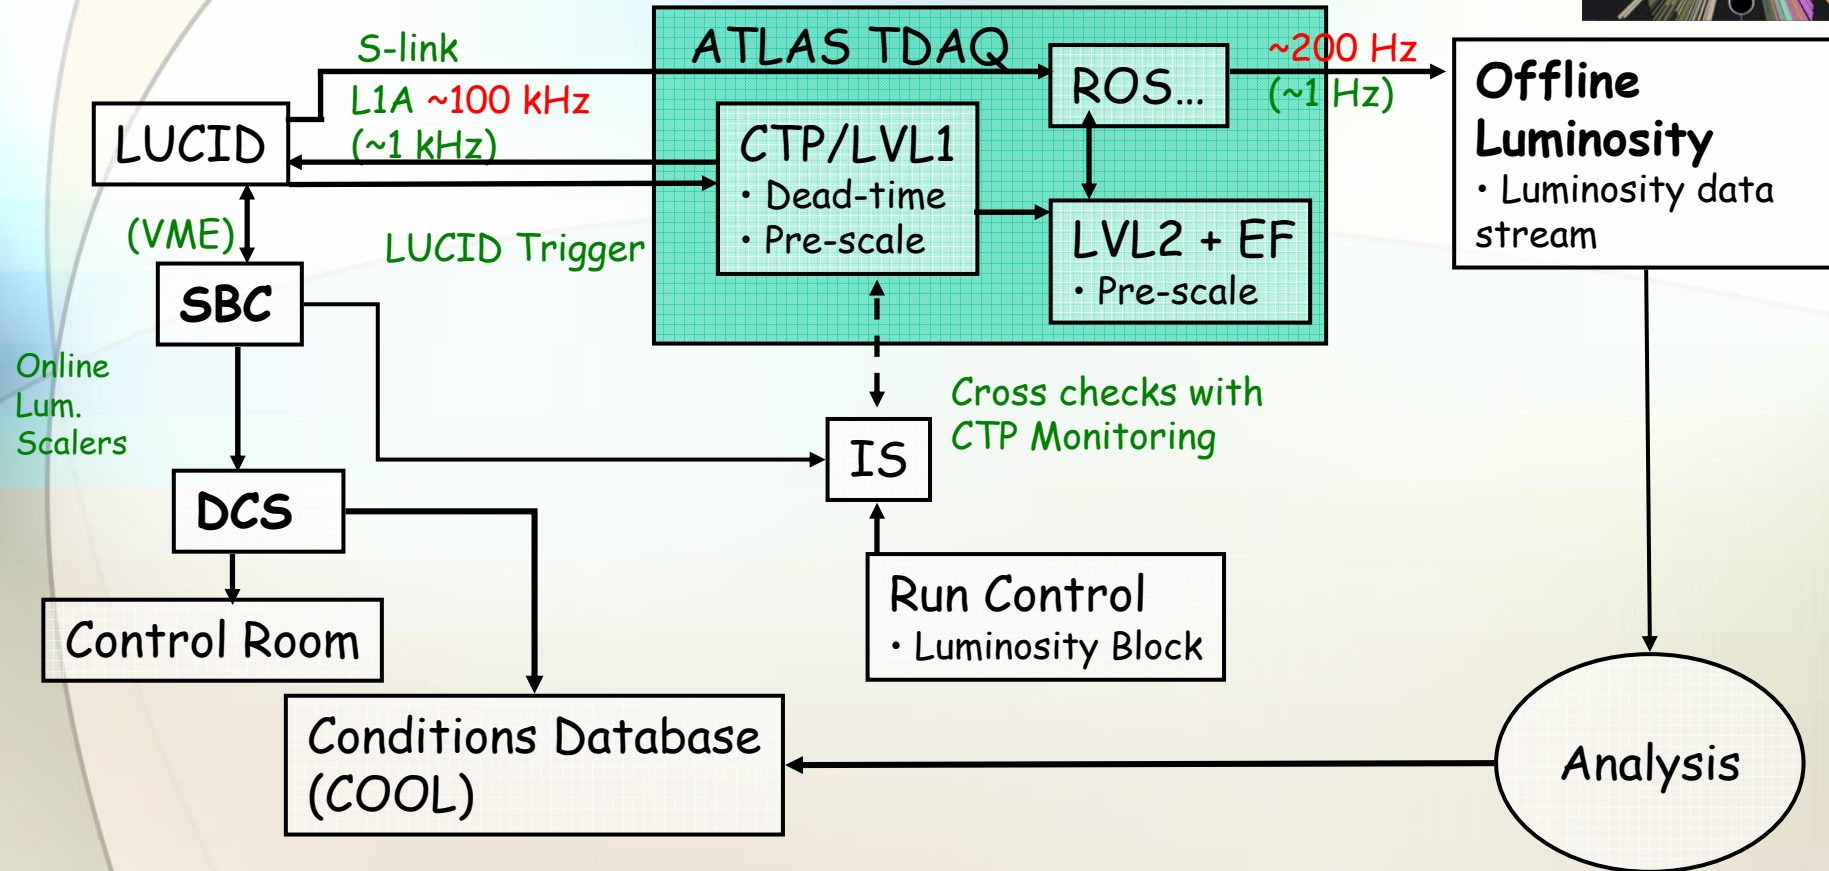 S-link
ATLAS TDAQ
~200 Hz
(~1 Hz)
ROS...
Offline
Luminosity
• Luminosity data
stream
L1A ~100 kHz
(~1 kHz)
LUCID
CTP/LVL1
• Dead-time
• Pre-scale
(VME)
LUCID Trigger
LVL2 + EF
• Pre-scale
SBC
Online
Lum.
Scalers
Cross checks with
CTP Monitoring
IS
DCS
Run Control
• Luminosity Block
Control Room
Conditions Database
(COOL)
Analysis